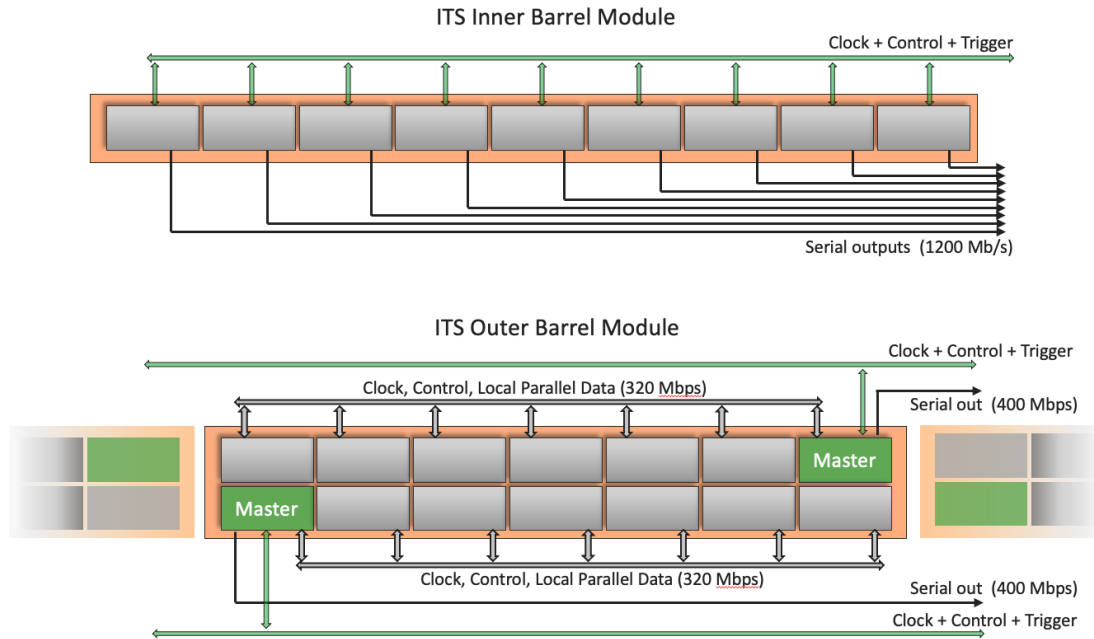 ITS Inner Barrel Module
Clock + Control + Trigger
Serial outputs (1200 Mb/s)
ITS Outer Barrel Module
Clock + Control + Trigger
Clock, Control, Local Parallel Data (320 Mbps)
Serial out (400 Mbps)
Master
Master
Clock, Control, Local Parallel Data (320 Mbps)
Serial out (400 Mbps)
Clock + Control + Trigger